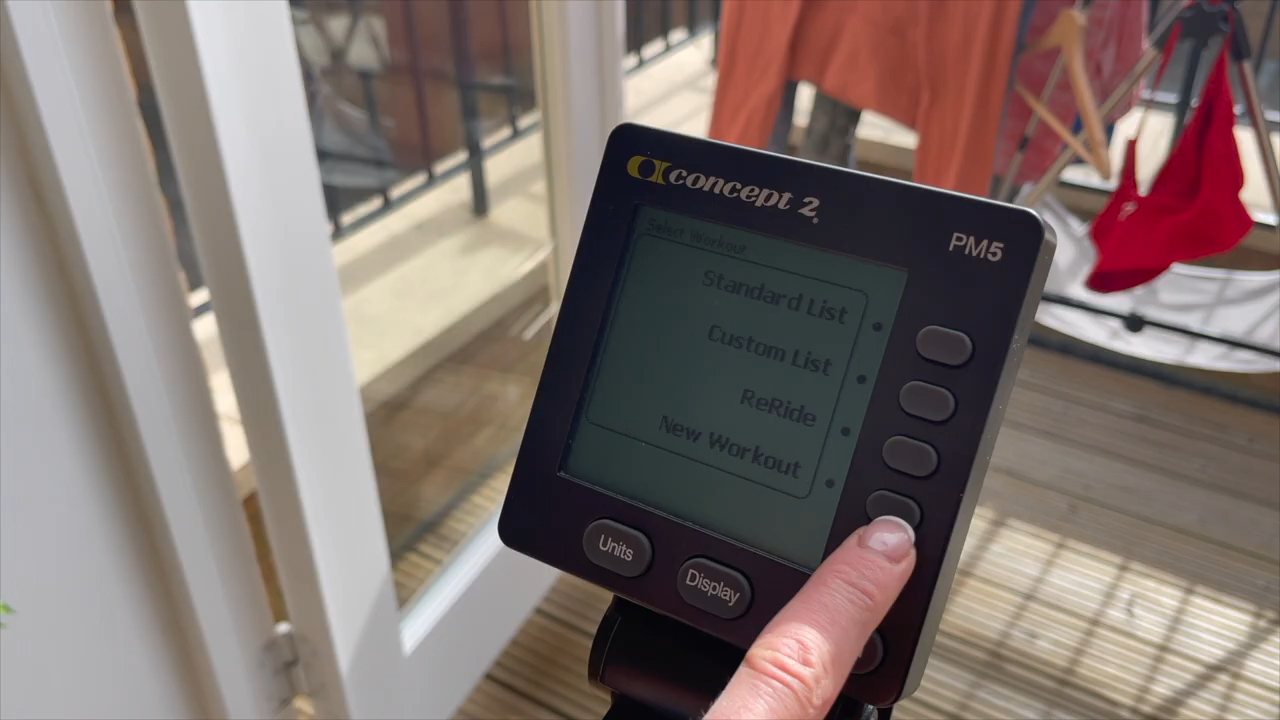 concept 2
PM5
Select Workout
Standard List
Custom List
ReRide
New Workout
Units
Display